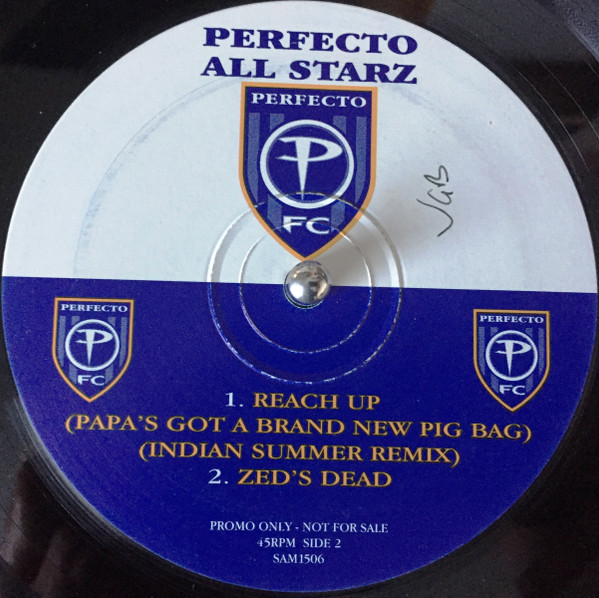 PERFECTO
ALL STARZ
PERFECTO
P
FC
JGB
PERFECTO
P
FC
PERFECTO
P
FC
1. REACH UP
(PAPA'S GOT A BRAND NEW PIG BAG)
(INDIAN SUMMER REMIX)
2. ZED'S DEAD
PROMO ONLY - NOT FOR SALE
45RPM SIDE 2
SAM1506